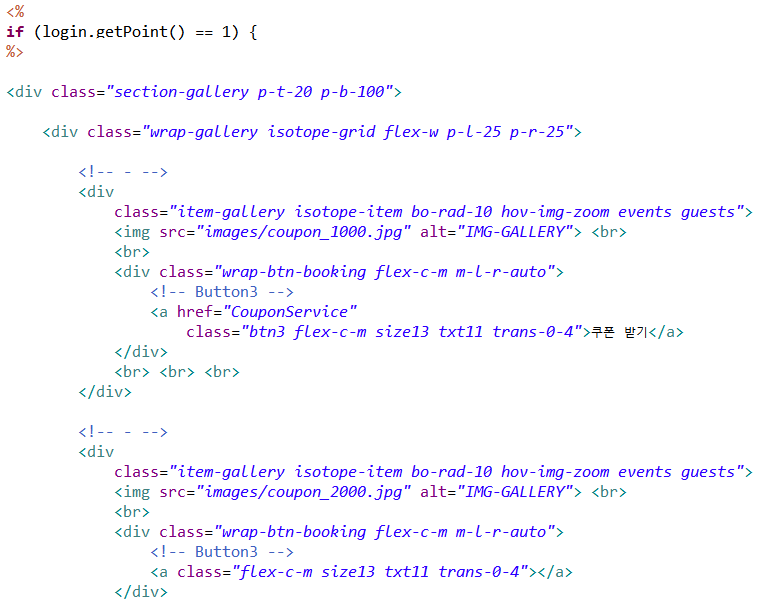 <%
if (login.getPoint() == 1) {
%>
<div class="section-gallery p-t-20 p-b-100">
<div class="wrap-gallery isotope-grid flex-w p-l-25 p-r-25">
<!-- - -->
<div
class="item-gallery isotope-item bo-rad-10 hov-img-zoom events guests">
<img src="images/coupon_1000.jpg" alt="IMG-GALLERY"> <br>
<br>
<div class="wrap-btn-booking flex-c-m m-l-r-auto">
<!-- Button3 -->
<a href="CouponService"
class="btn3 flex-c-m size13 txt11 trans-0-4">쿠폰 받기</a>
</div>
<br> <br> <br>
</div>
<!-- - -->
<div
class="item-gallery isotope-item bo-rad-10 hov-img-zoom events guests">
<img src="images/coupon_2000.jpg" alt="IMG-GALLERY"> <br>
<br>
<div class="wrap-btn-booking flex-c-m m-l-r-auto">
<!-- Button3 -->
<a class="flex-c-m size13 txt11 trans-0-4"></a>
</div>